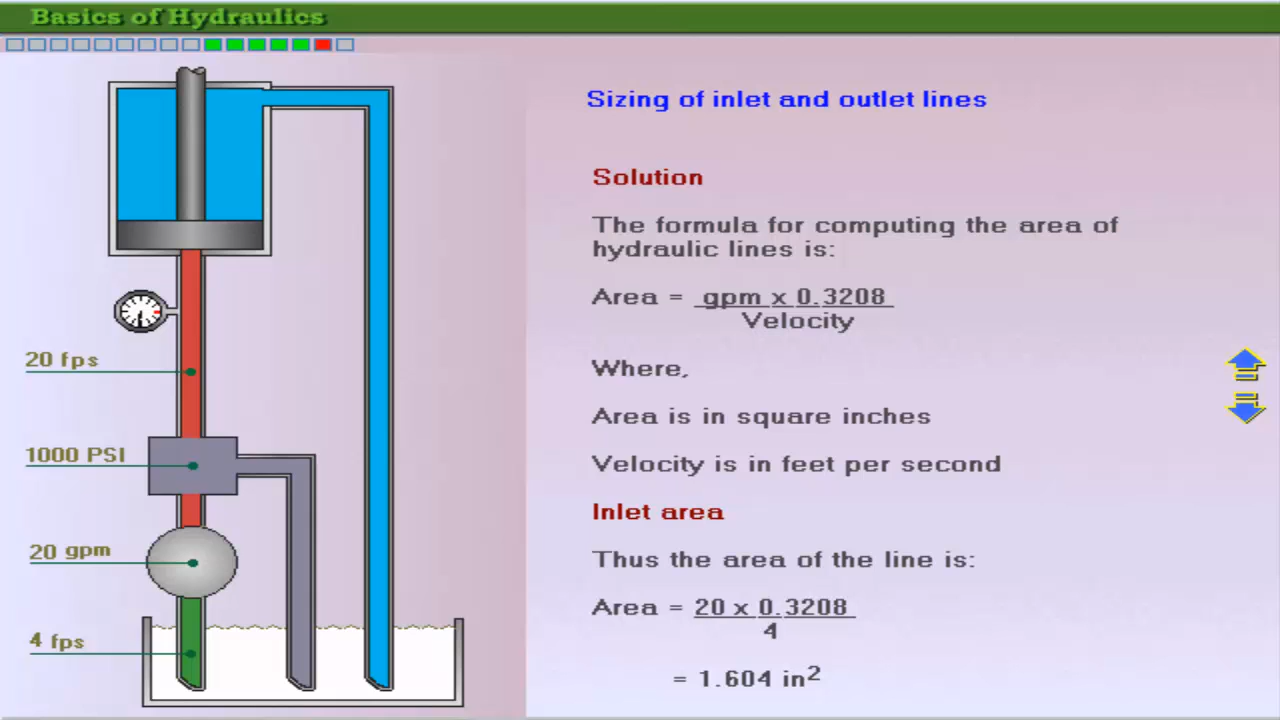 Basics of Hydraulics
Sizing of inlet and outlet lines
Solution
The formula for computing the area of
hydraulic lines is:
Area = gpm x 0.3208
Velocity
Where,
Area is in square inches
Velocity is in feet per second
Inlet area
Thus the area of the line is:
Area = 20 x 0.3208
4
= 1.604 in²
20 fps
1000 PSI
20 gpm
4 fps